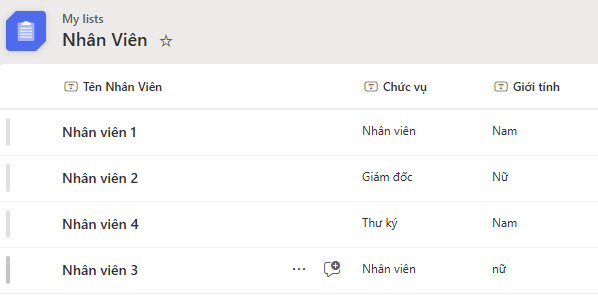 My lists
Nhân Viên
Tên Nhân Viên Chức vụ Giới tính
Nhân viên 1 Nhân viên Nam
Nhân viên 2 Giám đốc Nữ
Nhân viên 4 Thư ký Nam
Nhân viên 3 Nhân viên nữ